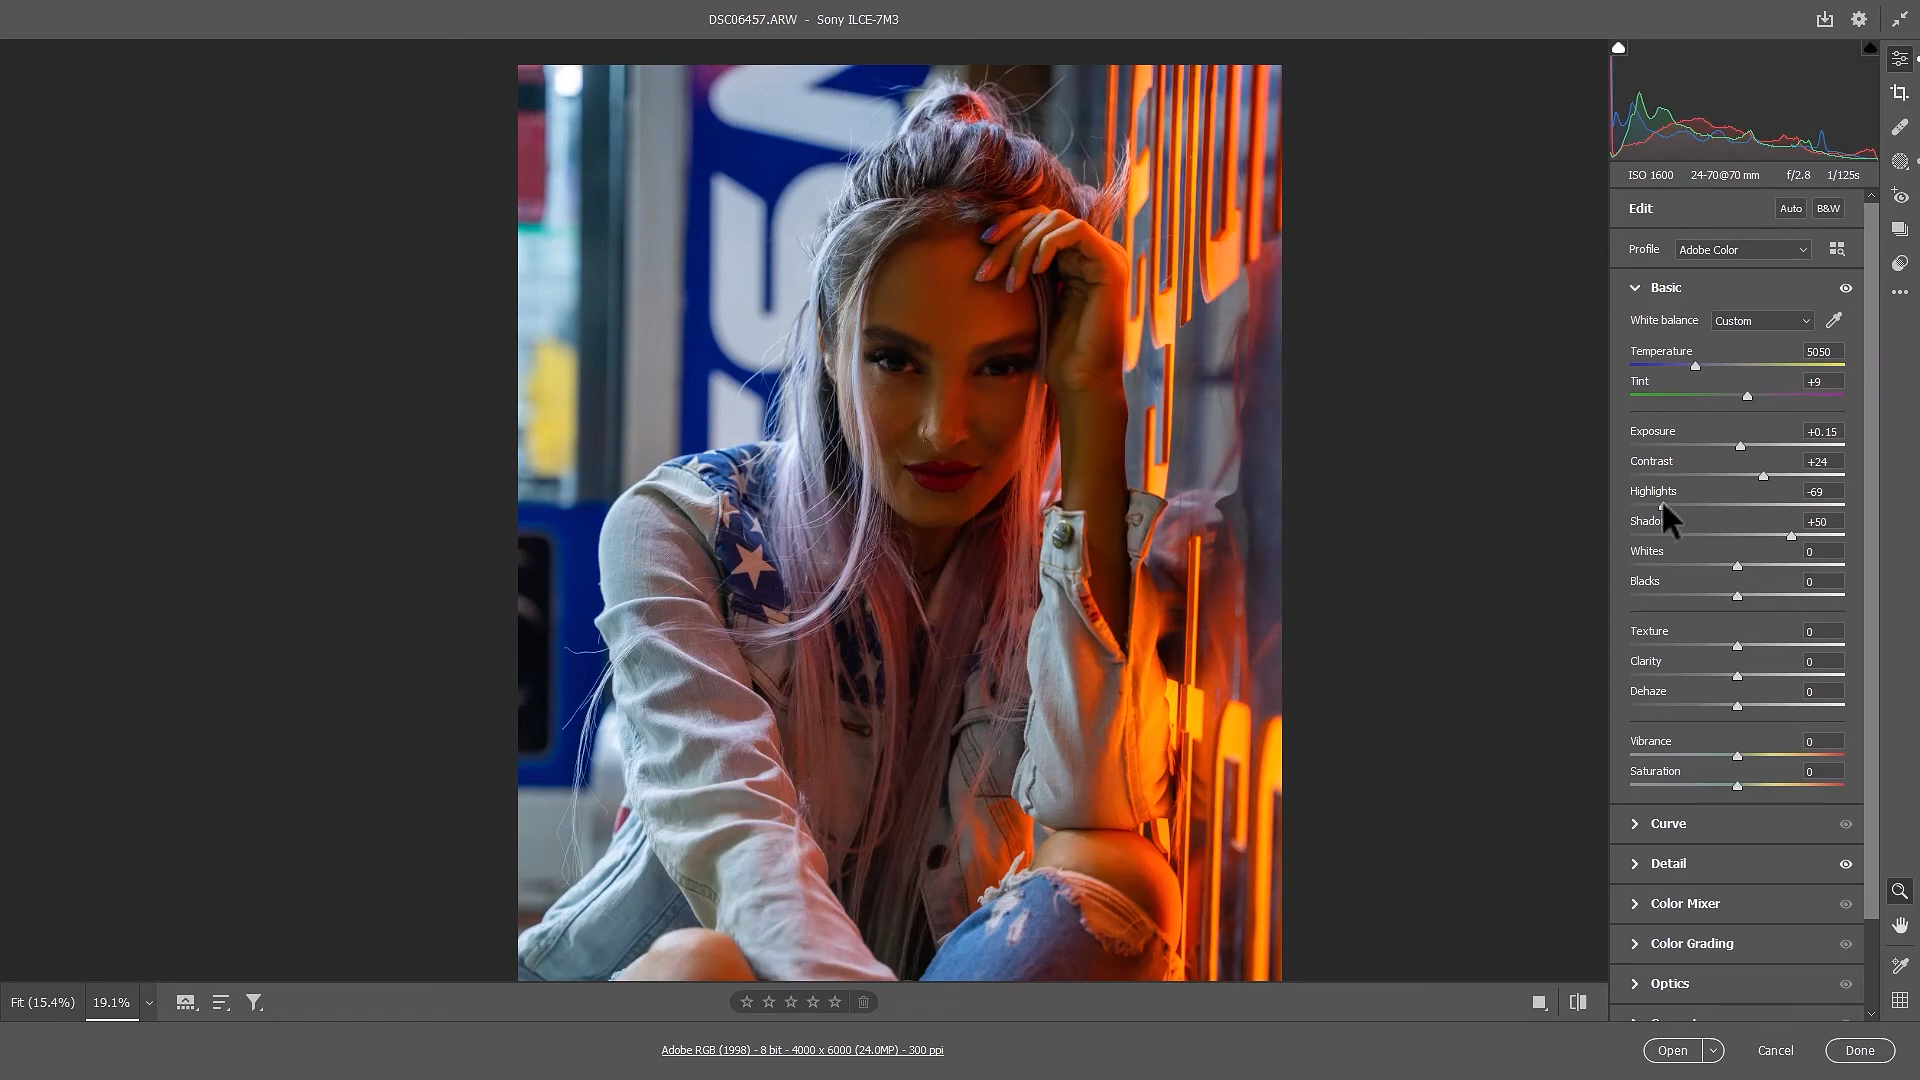 DSC06457.ARW - Sony ILCE-7M3
ISO 1600 24-70@70 mm f/2.8 1/125s
Edit Auto B&W
Profile Adobe Color
Basic
White balance Custom
Temperature 5050
Tint +9
Exposure +0.15
Contrast +24
Highlights -69
+50
Whites 0
Blacks 0
Texture 0
Clarity 0
Dehaze 0
Vibrance 0
Saturation 0
Curve
Detail
Color Mixer
Color Grading
Optics
Fit (15.4%) 19.1%
Adobe RGB (1998) - 8 bit - 4000 x 6000 (24.0MP) - 300 ppi
Open Cancel Done